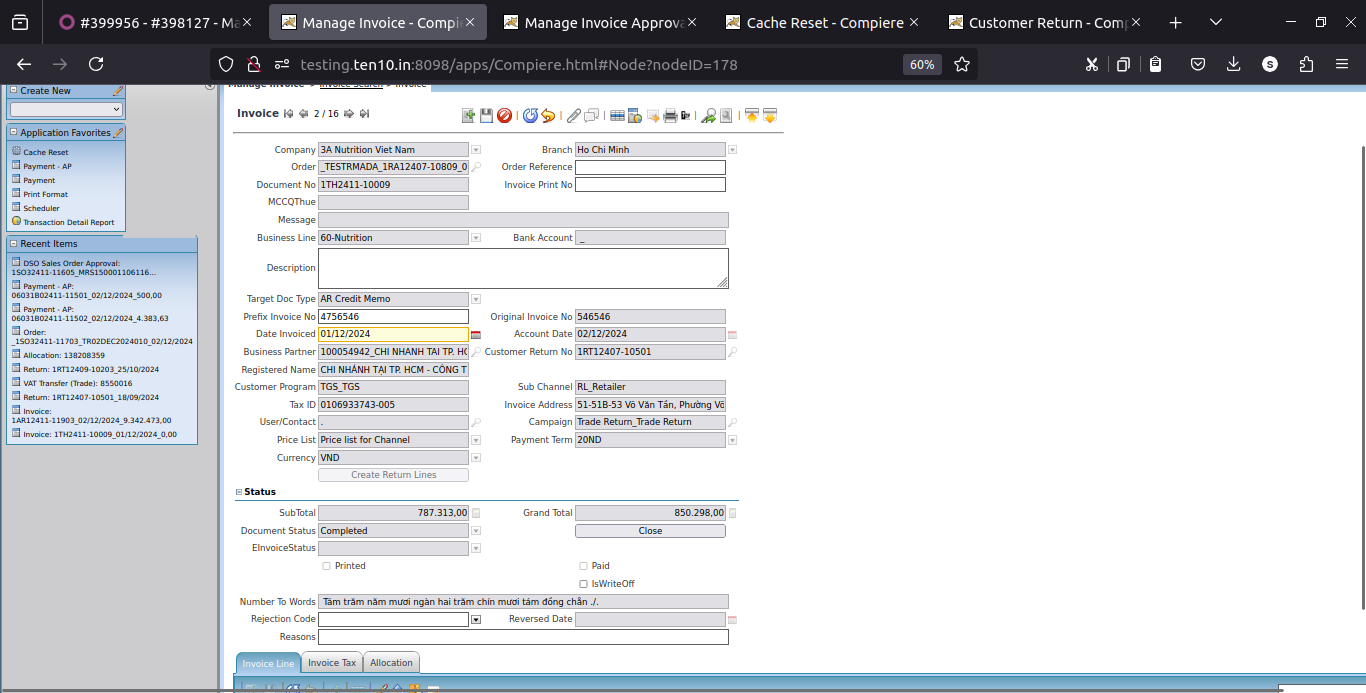 #399956 - #398127 - Ma
Manage Invoice - Compie
Manage Invoice Approva
Cache Reset - Compiere
Customer Return - Comp
testing.ten10.in:8098/apps/Compiere.html#Node?nodeID=178
60%
S
Create New
Application Favorites
Cache Reset
Payment - AP
Payment
Print Format
Scheduler
Transaction Detail Report
Recent Items
DSO Sales Order Approval:
1SO32411-11605_MRS150001106116...
Payment - AP:
06031B02411-11501_02/12/2024_500,00
Payment - AP:
06031B02411-11502_02/12/2024_4.383,63
Order:
_1SO32411-11703_TR02DEC2024010_02/12/2024
Allocation: 138208359
Return: 1RT12409-10203_25/10/2024
VAT Transfer (Trade): 8550016
Return: 1RT12407-10501_18/09/2024
Invoice:
1AR12411-11903_02/12/2024_9.342.473,00
Invoice: 1TH2411-10009_01/12/2024_0,00
Manage Invoice > Invoice Search > Invoice
Invoice 2 / 16
Company 3A Nutrition Viet Nam Branch Ho Chi Minh
Order _TESTRMADA_1RA12407-10809_0 Order Reference
Document No 1TH2411-10009 Invoice Print No
MCCQThue
Message
Business Line 60-Nutrition Bank Account _
Description
Target Doc Type AR Credit Memo
Prefix Invoice No 4756546 Original Invoice No 546546
Date Invoiced 01/12/2024 Account Date 02/12/2024
Business Partner 100054942_CHI NHANH TAI TP. HC Customer Return No 1RT12407-10501
Registered Name CHI NHÁNH TẠI TP. HCM - CÔNG T
Customer Program TGS_TGS Sub Channel RL_Retailer
Tax ID 0106933743-005 Invoice Address 51-51B-53 Võ Văn Tần, Phường Võ
User/Contact . Campaign Trade Return_Trade Return
Price List Price list for Channel Payment Term 20ND
Currency VND
Create Return Lines
Status
SubTotal 787.313,00 Grand Total 850.298,00
Document Status Completed Close
EInvoiceStatus
Printed Paid
IsWriteOff
Number To Words Tám trăm năm mươi ngàn hai trăm chín mươi tám đồng chẵn ./.
Rejection Code Reversed Date
Reasons
Invoice Line Invoice Tax Allocation